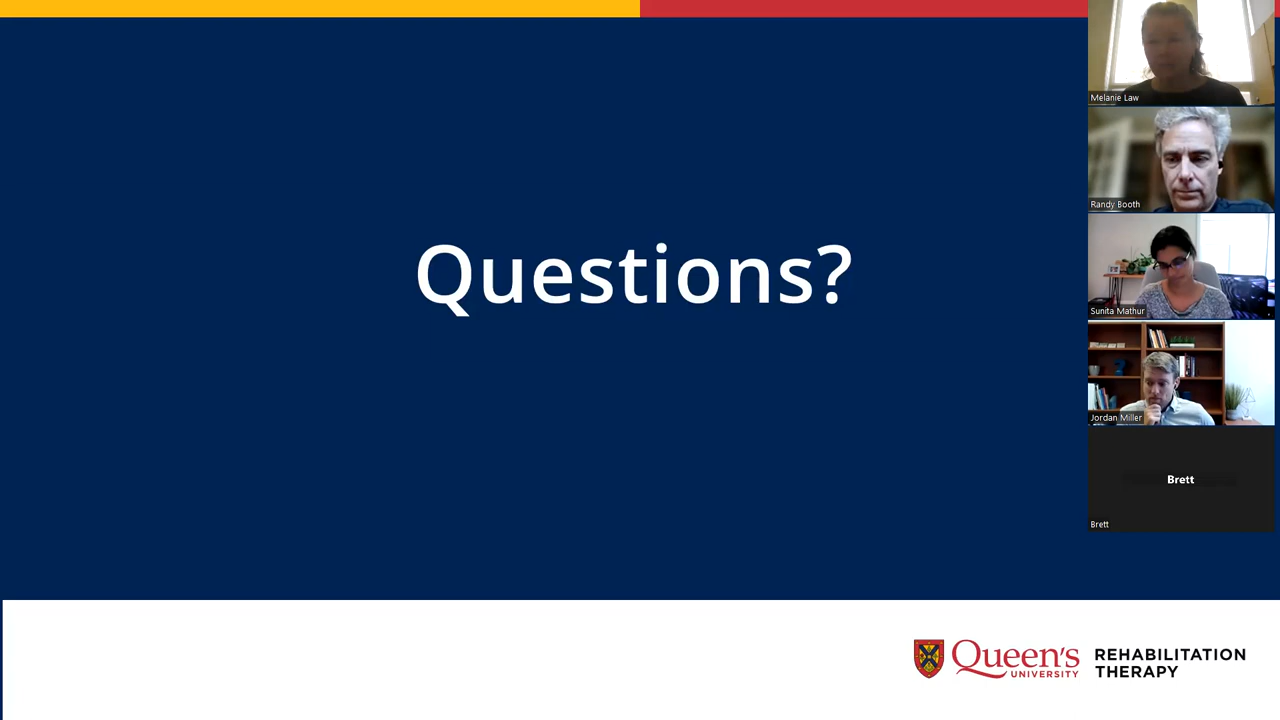 Questions?
Melanie Law
Randy Booth
Sunita Mathur
Jordan Miller
Brett
Brett
Queen's
UNIVERSITY
REHABILITATION
THERAPY